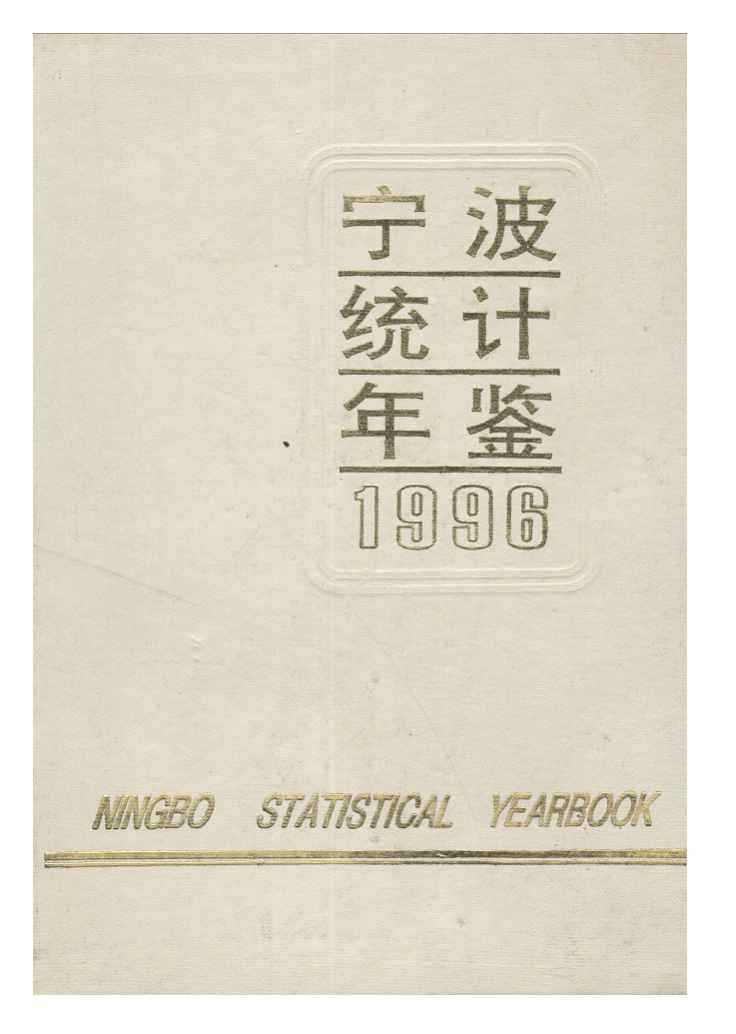 宁波
统计
年鉴
1996
NINGBO STATISTICAL YEARBOOK